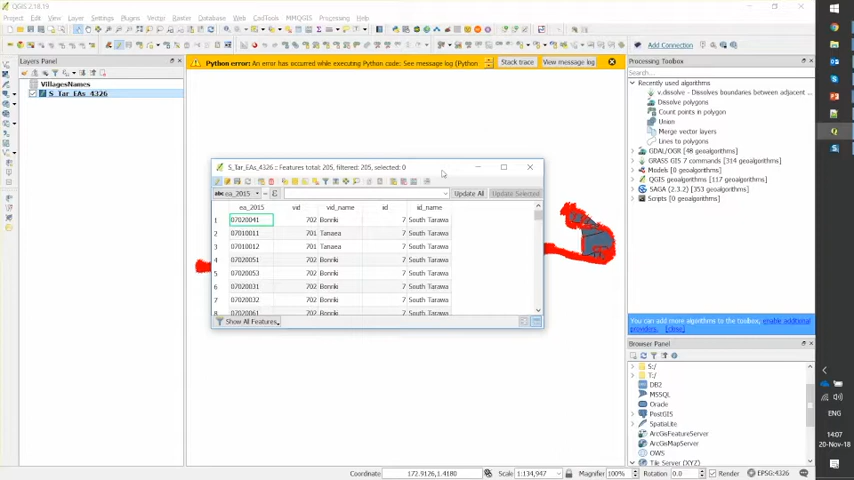 QGIS 2.18.19
Project Edit View Layer Settings Plugins Vector Raster Database Web CadTools MMQGIS Processing Help
Add Connection
Layers Panel
VillagesNames
S_Tar_EAs_4326
Python error: An error has occurred while executing Python code: See message log (Python
Stack trace
View message log
S_Tar_EAs_4326 :: Features total: 205, filtered: 205, selected: 0
abc ea_2015 = ε
Update All
Update Selected
ea_2015 vid vid_name id id_name
1 07020041 702 Bonriki 7 South Tarawa
2 07010011 701 Tanaea 7 South Tarawa
3 07010012 701 Tanaea 7 South Tarawa
4 07020051 702 Bonriki 7 South Tarawa
5 07020053 702 Bonriki 7 South Tarawa
6 07020031 702 Bonriki 7 South Tarawa
7 07020032 702 Bonriki 7 South Tarawa
8 07020061 702 Bonriki 7 South Tarawa
Show All Features
Processing Toolbox
Search...
Recently used algorithms
v.dissolve - Dissolves boundaries between adjacent
Dissolve polygons
Count points in polygon
Union
Merge vector layers
Lines to polygons
GDAL/OGR [48 geoalgorithms]
GRASS GIS 7 commands [314 geoalgorithms]
Models [0 geoalgorithms]
QGIS geoalgorithms [117 geoalgorithms]
SAGA (2.3.2) [353 geoalgorithms]
Scripts [0 geoalgorithms]
You can add more algorithms to the toolbox, enable additional
providers. [close]
Browser Panel
S:/
T:/
DB2
MSSQL
Oracle
PostGIS
SpatiaLite
ArcGisFeatureServer
ArcGisMapServer
OWS
Tile Server (XYZ)
Coordinate 172.9126,1.4180 Scale 1:134,947 Magnifier 100% Rotation 0.0 Render EPSG:4326
ENG
14:07
20-Nov-18